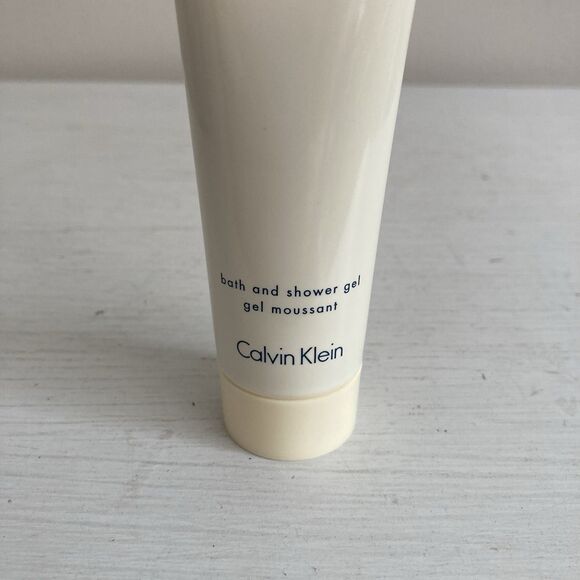 bath and shower gel
gel moussant
Calvin Klein